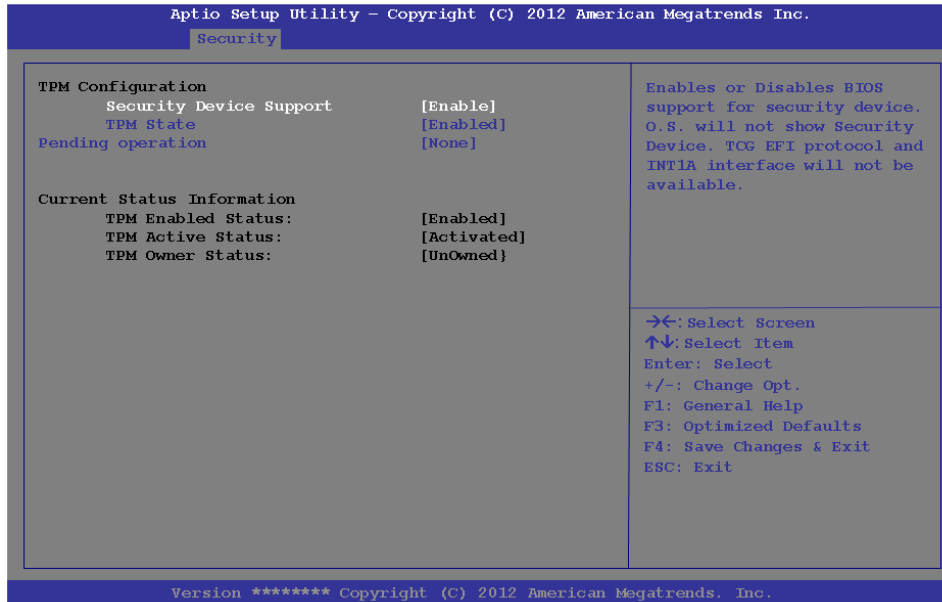 Aptio Setup Utility – Copyright (C) 2012 American Megatrends Inc.
Security
TPM Configuration
Security Device Support [Enable]
TPM State [Enabled]
Pending operation [None]
Current Status Information
TPM Enabled Status: [Enabled]
TPM Active Status: [Activated]
TPM Owner Status: [UnOwned}
Enables or Disables BIOS
support for security device.
O.S. will not show Security
Device. TCG EFI protocol and
INT1A interface will not be
available.
→←:Select Screen
↑↓:Select Item
Enter: Select
+/-: Change Opt.
F1: General Help
F3: Optimized Defaults
F4: Save Changes & Exit
ESC: Exit
Version ******** Copyright (C) 2012 American Megatrends. Inc.